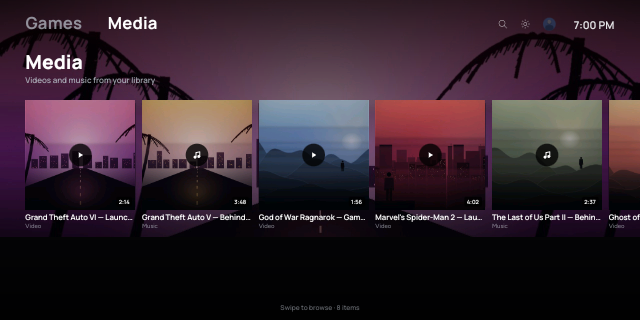 Games Media 7:00 PM
Media
Videos and music from your library
2:14 3:48 1:56 4:02 2:37
Grand Theft Auto VI — Launc... Grand Theft Auto V — Behind... God of War Ragnarok — Gam... Marvel's Spider-Man 2 — Lau... The Last of Us Part II — Behin... Ghost of
Video Music Video Video Music Video
Swipe to browse · 8 items